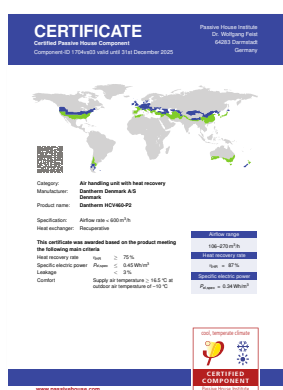 CERTIFICATE
Certified Passive House Component
Component-ID 1704vs03 valid until 31st December 2025
Passive House Institute
Dr. Wolfgang Feist
64283 Darmstadt
Germany
Category: Air handling unit with heat recovery
Manufacturer: Dantherm Denmark A/S
Denmark
Product name: Dantherm HCV460-P2
Specification: Airflow rate < 600 m³/h
Heat exchanger: Recuperative
This certificate was awarded based on the product meeting
the following main criteria
Heat recovery rate ηHR ≥ 75 %
Specific electric power Pel,spec ≤ 0.45 Wh/m³
Leakage < 3 %
Comfort Supply air temperature ≥ 16.5 °C at
outdoor air temperature of −10 °C
Airflow range
106–270 m³/h
Heat recovery rate
ηHR = 87 %
Specific electric power
Pel,spec = 0.34 Wh/m³
cool, temperate climate
CERTIFIED
COMPONENT
Passive House Institute
www.passivehouse.com